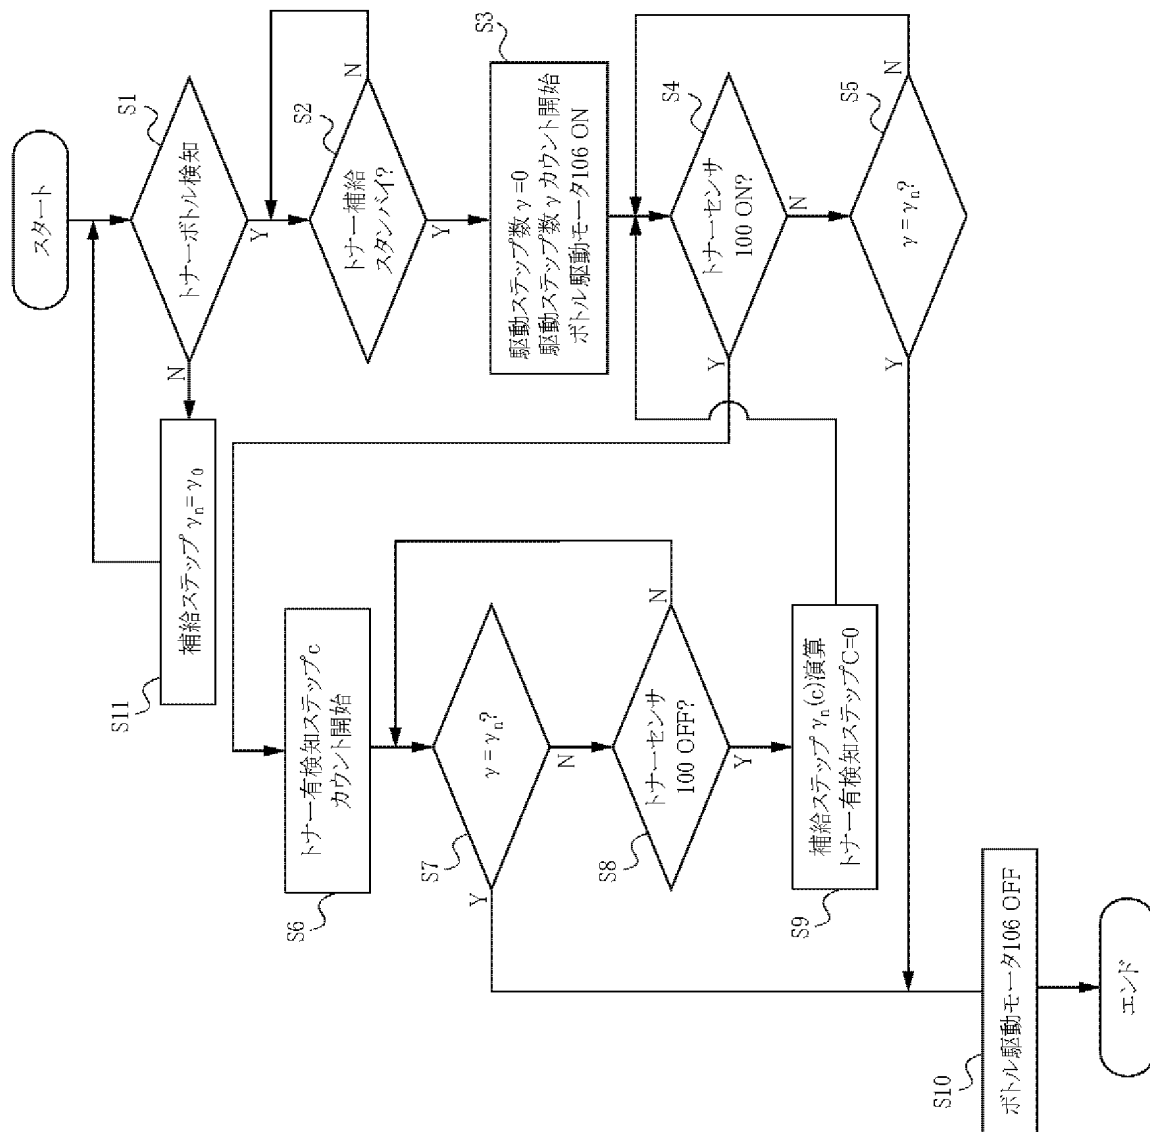 スタート
S1
トナーボトル検知
N
Y
S11
補給ステップ γn=γ0
S2
トナー補給
スタンバイ?
N
Y
S3
駆動ステップ数 γ=0
駆動ステップ数 γ カウント開始
ボトル駆動モータ106 ON
S4
トナーセンサ
100 ON?
Y
N
S5
γ=γn?
N
Y
S6
トナー有検知ステップc
カウント開始
S7
γ=γn?
Y
N
S8
トナーセンサ
100 OFF?
N
Y
S9
補給ステップ γn(c)演算
トナー有検知ステップC=0
S10
ボトル駆動モータ106 OFF
エンド